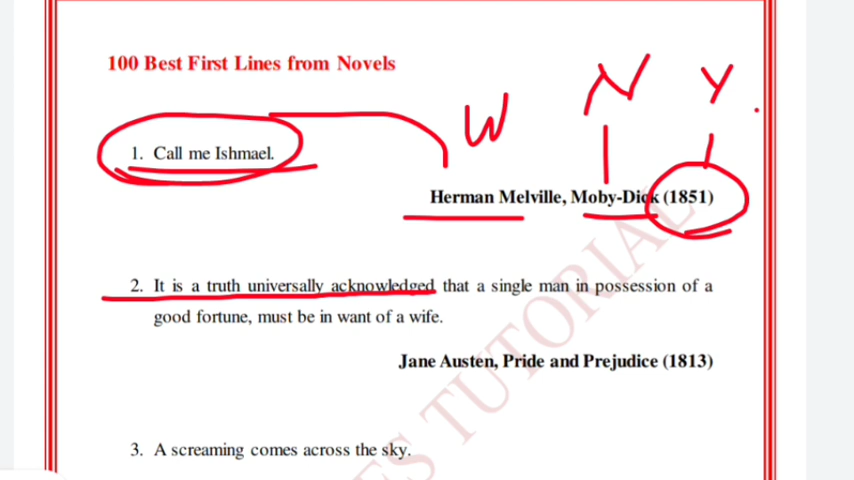 100 Best First Lines from Novels
W N Y
1. Call me Ishmael.
Herman Melville, Moby-Dick (1851)
2. It is a truth universally acknowledged that a single man in possession of a
good fortune, must be in want of a wife.
Jane Austen, Pride and Prejudice (1813)
3. A screaming comes across the sky.
ES TUTORIAL